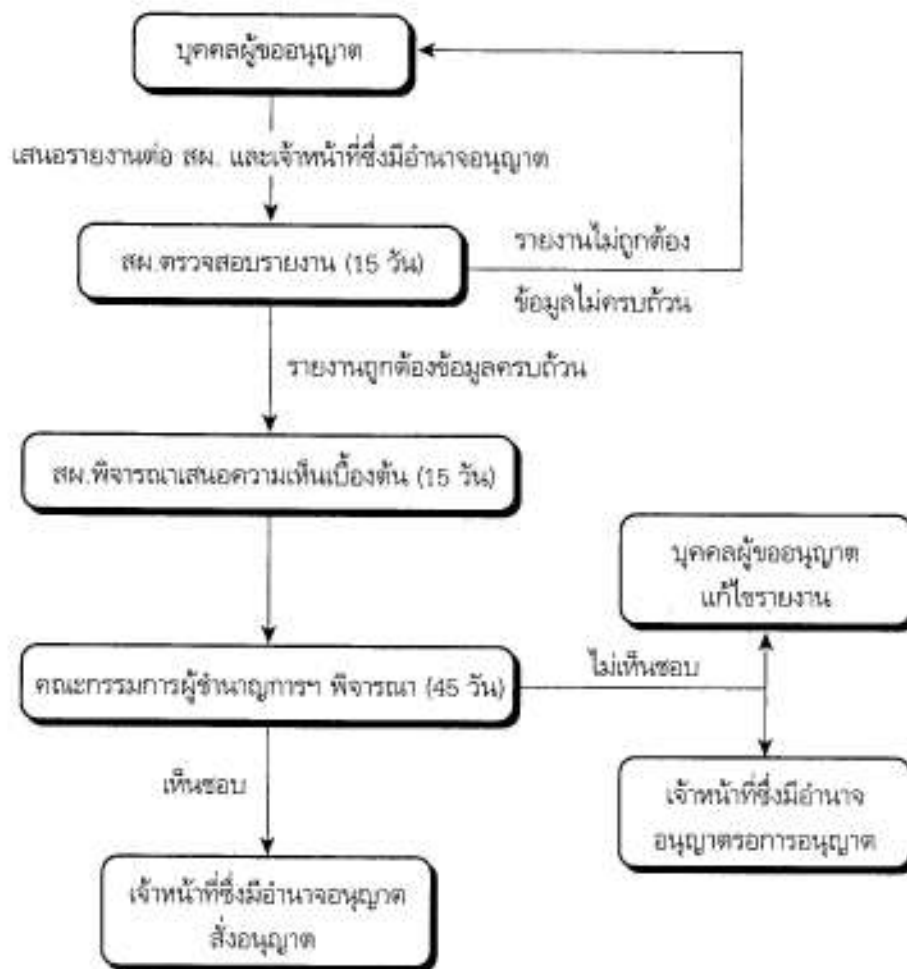 บุคคลผู้ขออนุญาต
เสนอรายงานต่อ สผ. และเจ้าหน้าที่ซึ่งมีอำนาจอนุญาต
สผ.ตรวจสอบรายงาน (15 วัน)
รายงานไม่ถูกต้อง
ข้อมูลไม่ครบถ้วน
รายงานถูกต้องข้อมูลครบถ้วน
สผ.พิจารณาเสนอความเห็นเบื้องต้น (15 วัน)
บุคคลผู้ขออนุญาต
แก้ไขรายงาน
คณะกรรมการผู้ชำนาญการฯ พิจารณา (45 วัน)
ไม่เห็นชอบ
เห็นชอบ
เจ้าหน้าที่ซึ่งมีอำนาจ
อนุญาตรอการอนุญาต
เจ้าหน้าที่ซึ่งมีอำนาจอนุญาต
สั่งอนุญาต